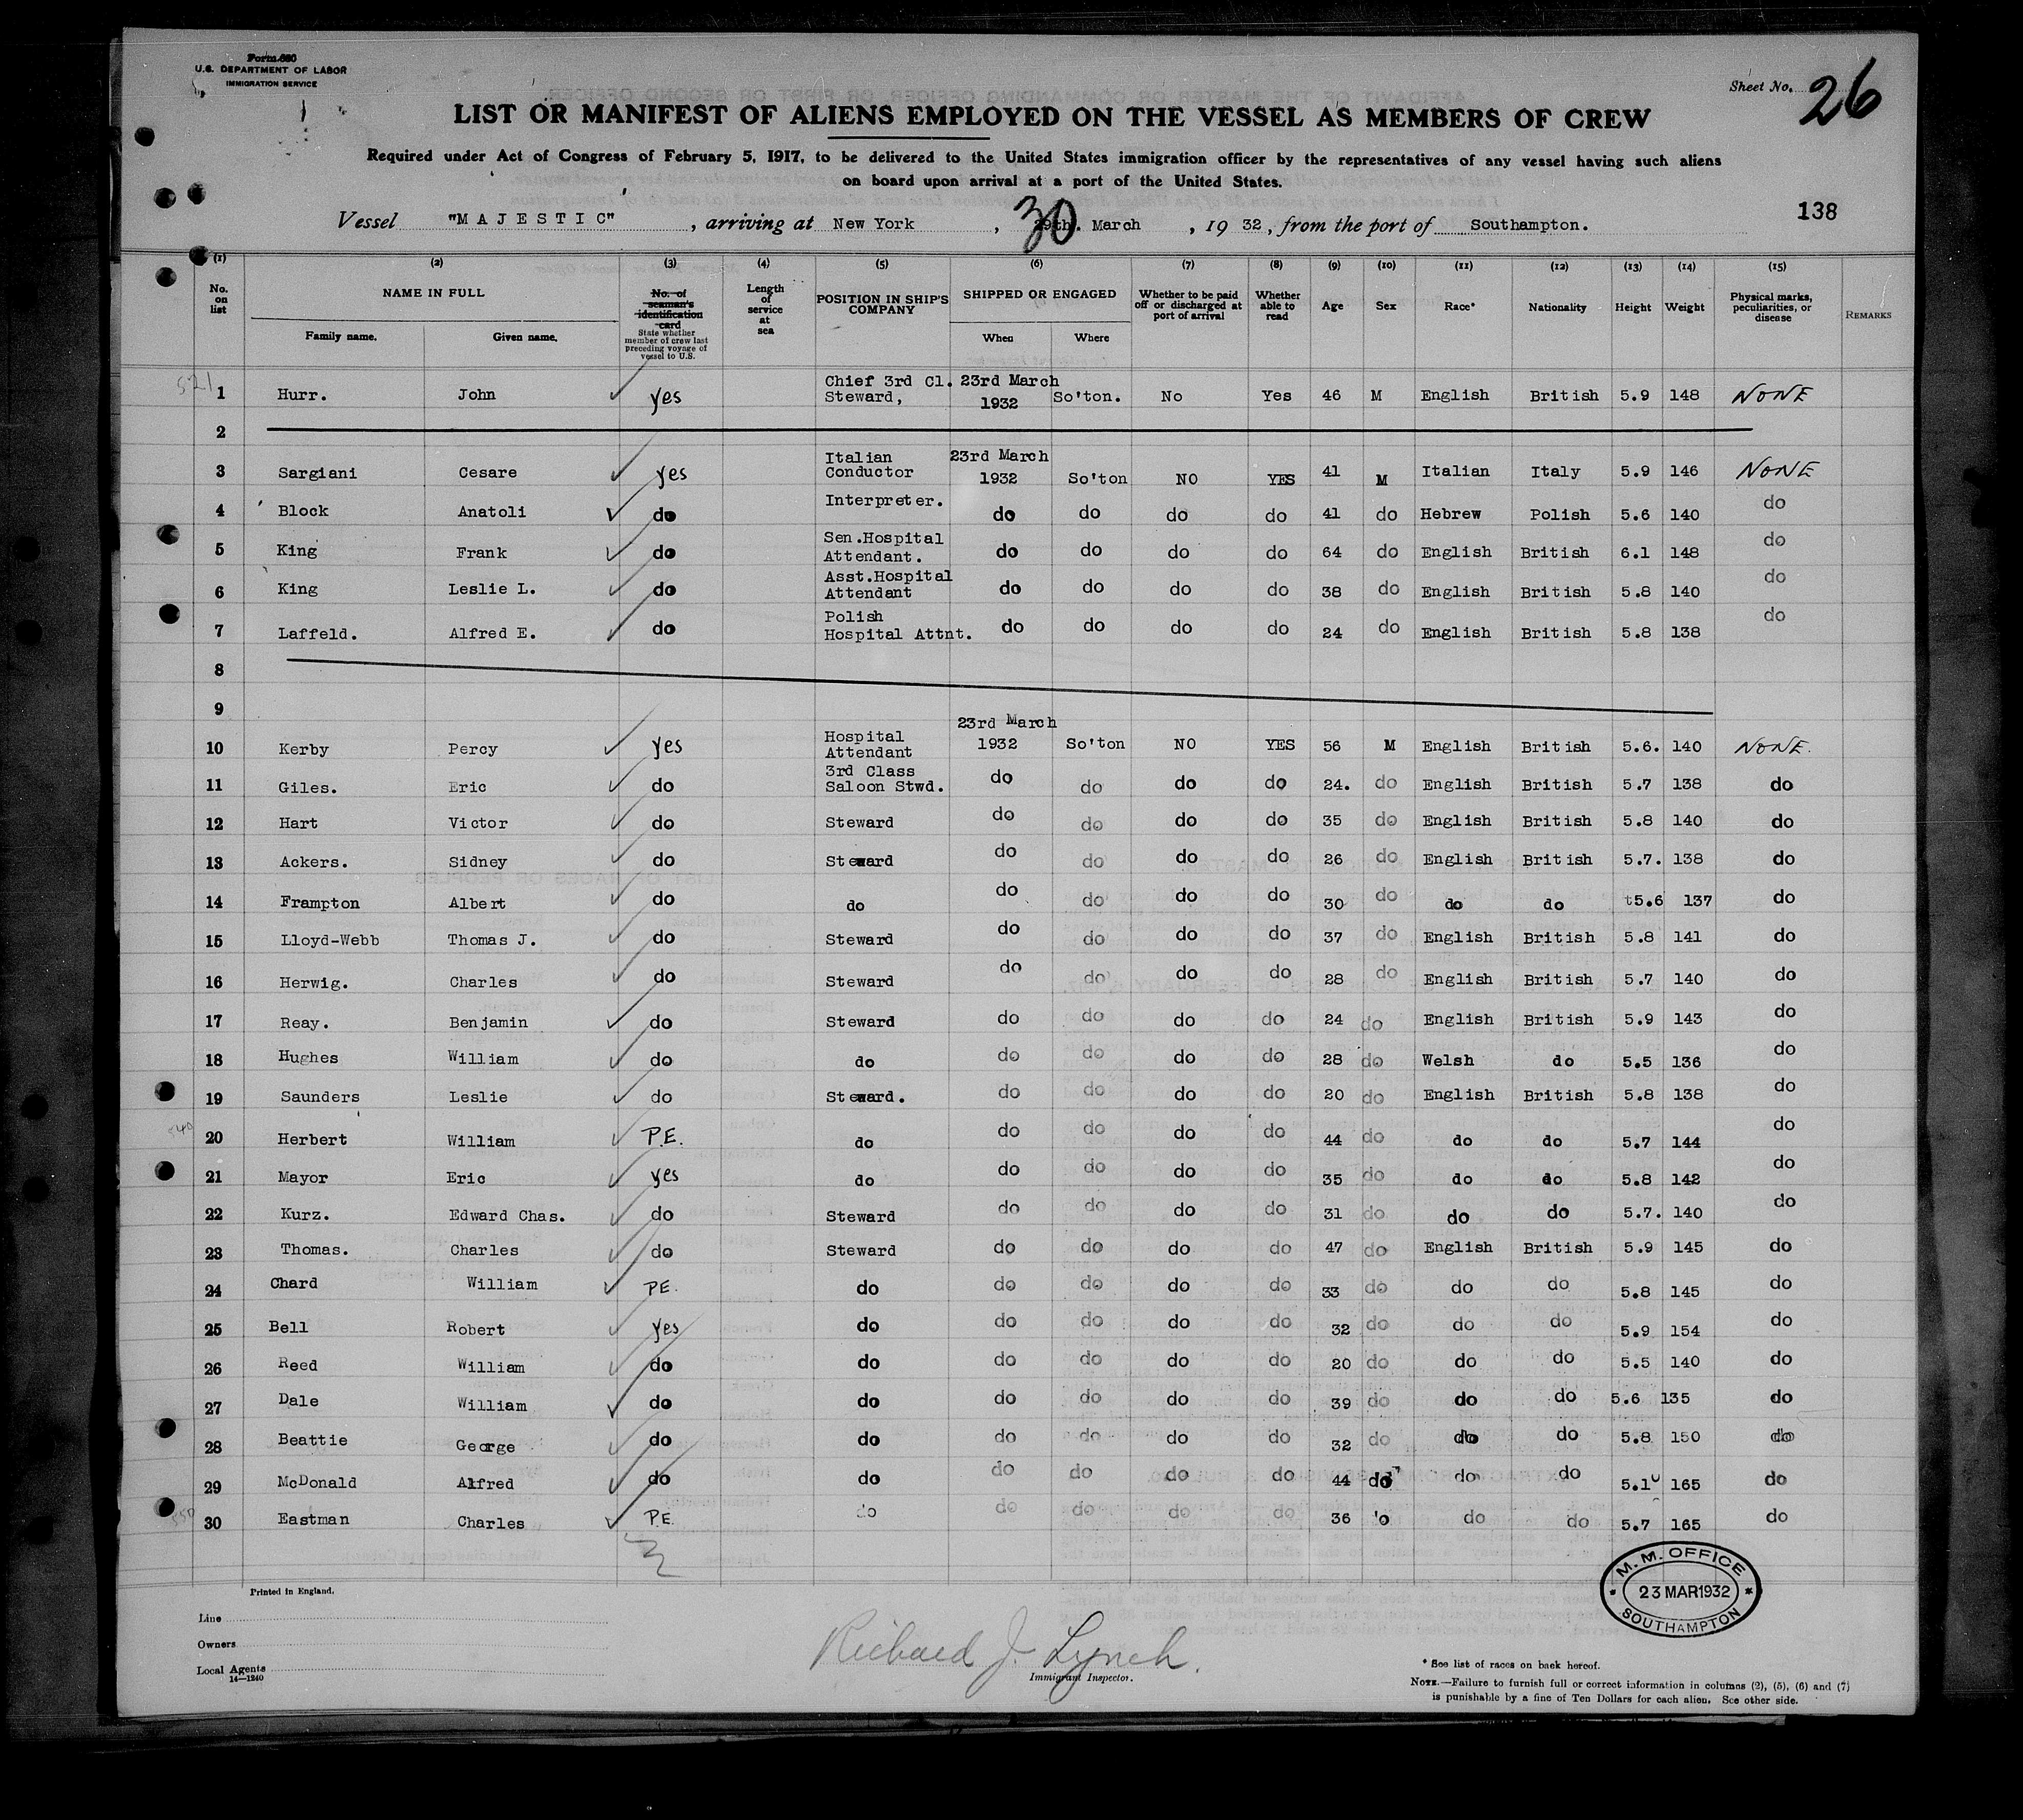 Form 680
U.S. DEPARTMENT OF LABOR
IMMIGRATION SERVICE
Sheet No. 26
LIST OR MANIFEST OF ALIENS EMPLOYED ON THE VESSEL AS MEMBERS OF CREW
Required under Act of Congress of February 5, 1917, to be delivered to the United States immigration officer by the representatives of any vessel having such aliens
on board upon arrival at a port of the United States.
138
Vessel "MAJESTIC", arriving at New York, 30 29th. March, 1932, from the port of Southampton.
(1) (2) (3) (4) (5) (6) (7) (8) (9) (10) (11) (12) (13) (14) (15)
No. on list NAME IN FULL Family name. Given name. No. of seaman's identification card State whether member of crew last preceding voyage of vessel to U.S. Length of service at sea POSITION IN SHIP'S COMPANY SHIPPED OR ENGAGED When Where Whether to be paid off or discharged at port of arrival Whether able to read Age Sex Race* Nationality Height Weight Physical marks, peculiarities, or disease REMARKS
521
1 Hurr. John yes Chief 3rd Cl. Steward, 23rd March 1932 So'ton. No Yes 46 M English British 5.9 148 NONE
2
3 Sargiani Cesare yes Italian Conductor 23rd March 1932 So'ton NO YES 41 M Italian Italy 5.9 146 NONE
4 Block Anatoli do Interpreter. do do do do 41 do Hebrew Polish 5.6 140 do
5 King Frank do Sen.Hospital Attendant. do do do do 64 do English British 6.1 148 do
6 King Leslie L. do Asst.Hospital Attendant do do do do 38 do English British 5.8 140 do
7 Laffeld. Alfred E. do Polish Hospital Attnt. do do do do 24 do English British 5.8 138 do
8
9
10 Kerby Percy yes Hospital Attendant 23rd March 1932 So'ton NO YES 56 M English British 5.6. 140 NONE.
11 Giles. Eric do 3rd Class Saloon Stwd. do do do do 24. do English British 5.7 138 do
12 Hart Victor do Steward do do do do 35 do English British 5.8 140 do
13 Ackers. Sidney do Steward do do do do 26 do English British 5.7. 138 do
14 Frampton Albert do do do do do do 30 do do do t5.6 137 do
15 Lloyd-Webb Thomas J. do Steward do do do do 37 do English British 5.8 141 do
16 Herwig. Charles do Steward do do do do 28 do English British 5.7 140 do
17 Reay. Benjamin do Steward do do do do 24 do English British 5.9 143 do
18 Hughes William do do do do do do 28 do Welsh do 5.5 136 do
19 Saunders Leslie do Steward. do do do do 20 do English British 5.8 138 do
20 Herbert William P.E. do do do do do 44 do do do 5.7 144 do
21 Mayor Eric yes do do do do do 35 do do do 5.8 142 do
22 Kurz. Edward Chas. do Steward do do do do 31 do do do 5.7. 140 do
23 Thomas. Charles do Steward do do do do 47 do English British 5.9 145 do
24 Chard William P.E. do do do do do 33 do do do 5.8 145 do
25 Bell Robert yes do do do do do 32 do do do 5.9 154 do
26 Reed William do do do do do do 20 do do do 5.5 140 do
27 Dale William do do do do do do 39 do do do 5.6 135 do
28 Beattie George do do do do do do 32 do do do 5.8 150 do
29 McDonald Alfred do do do do do do 44 do do do 5.10 165 do
30 Eastman Charles P.E. do do do do do 36 'o do do 5.7 165 do
3
M. M. OFFICE
23 MAR 1932
SOUTHAMPTON
Printed in England.
Line
Owners
Local Agents
14—1240
Richard J. Lynch.
Immigrant Inspector.
* See list of races on back hereof.
NOTE.—Failure to furnish full or correct information in columns (2), (5), (6) and (7)
is punishable by a fine of Ten Dollars for each alien. See other side.